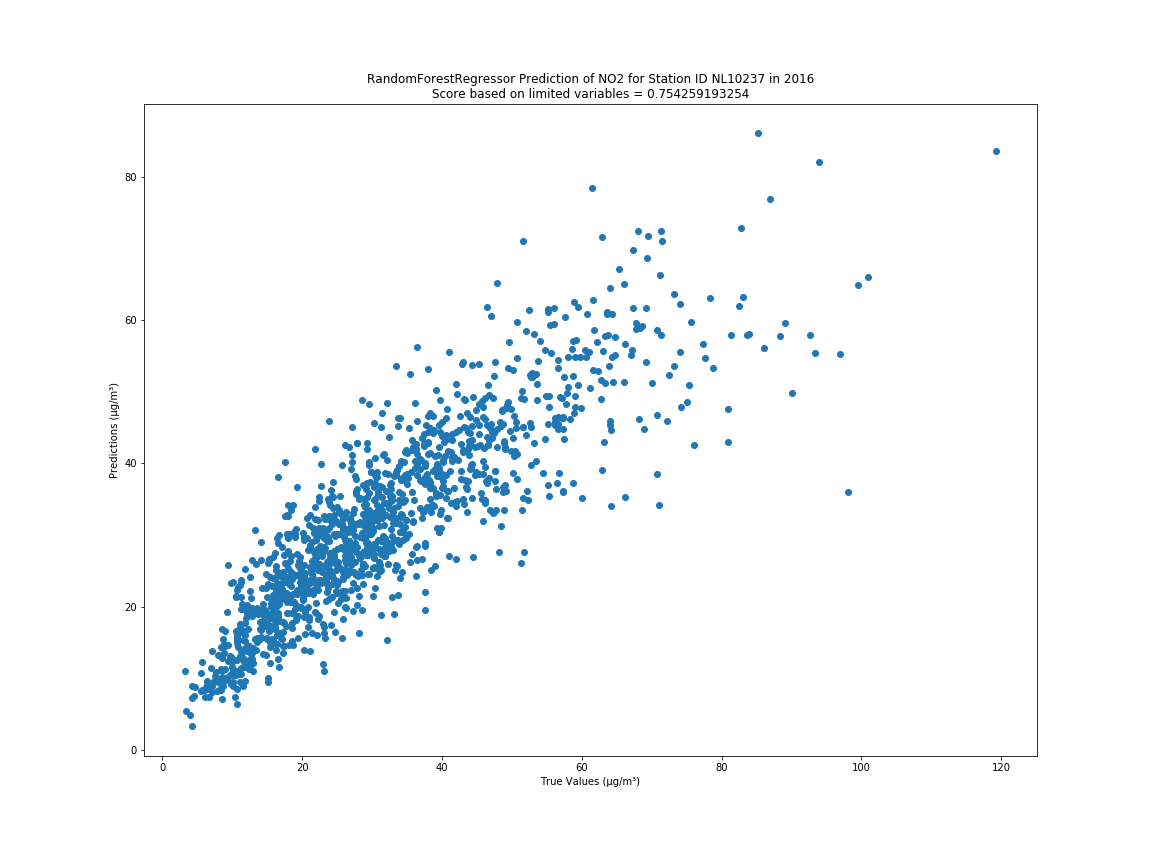 RandomForestRegressor Prediction of NO2 for Station ID NL10237 in 2016
Score based on limited variables = 0.754259193254
80
60
40
20
0
Predictions (µg/m³)
0 20 40 60 80 100 120
True Values (µg/m³)